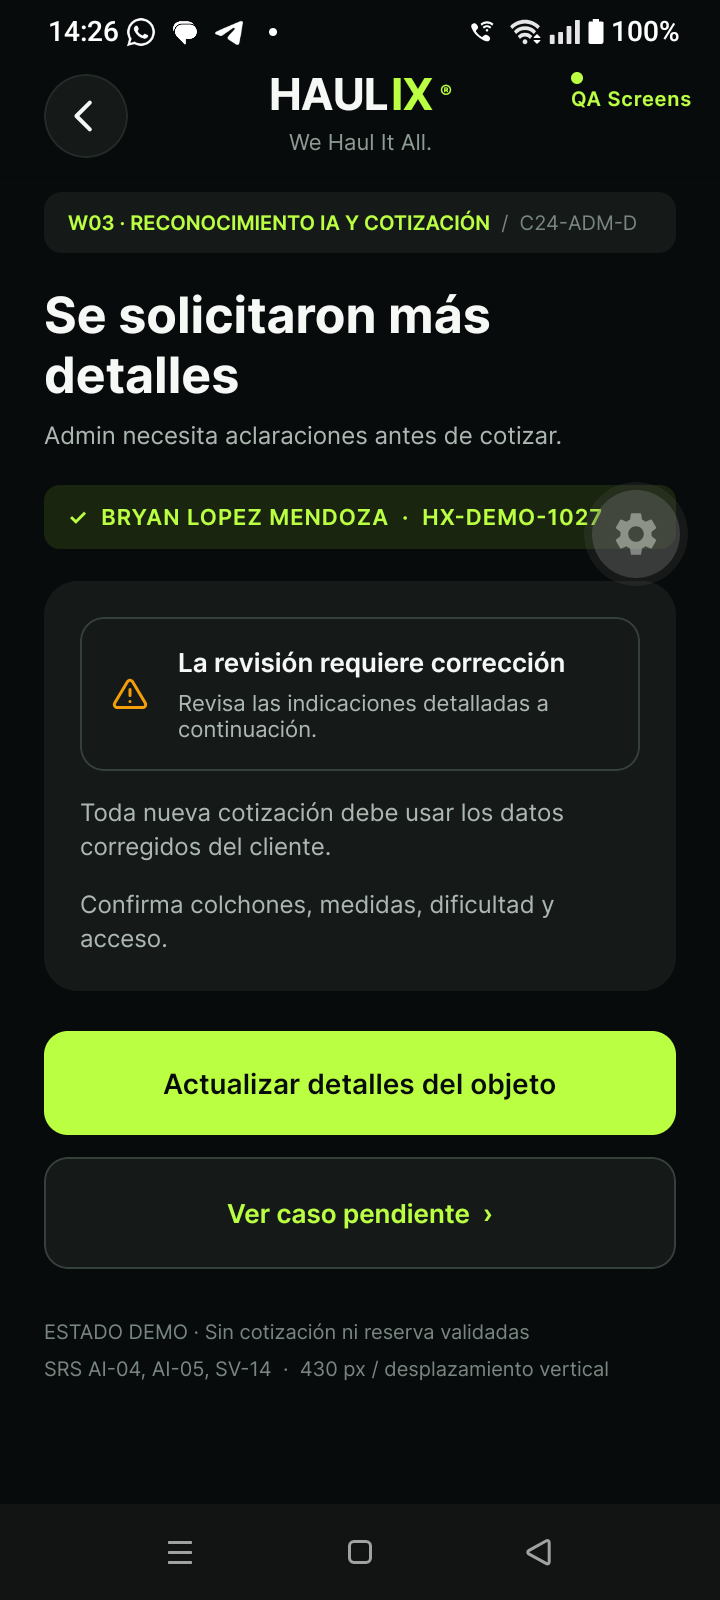 14:26
100%
HAULIX ®
We Haul It All.
QA Screens
W03 · RECONOCIMIENTO IA Y COTIZACIÓN / C24-ADM-D
Se solicitaron más
detalles
Admin necesita aclaraciones antes de cotizar.
✓ BRYAN LOPEZ MENDOZA · HX-DEMO-1027
La revisión requiere corrección
Revisa las indicaciones detalladas a
continuación.
Toda nueva cotización debe usar los datos
corregidos del cliente.
Confirma colchones, medidas, dificultad y
acceso.
Actualizar detalles del objeto
Ver caso pendiente ›
ESTADO DEMO · Sin cotización ni reserva validadas
SRS AI-04, AI-05, SV-14 · 430 px / desplazamiento vertical